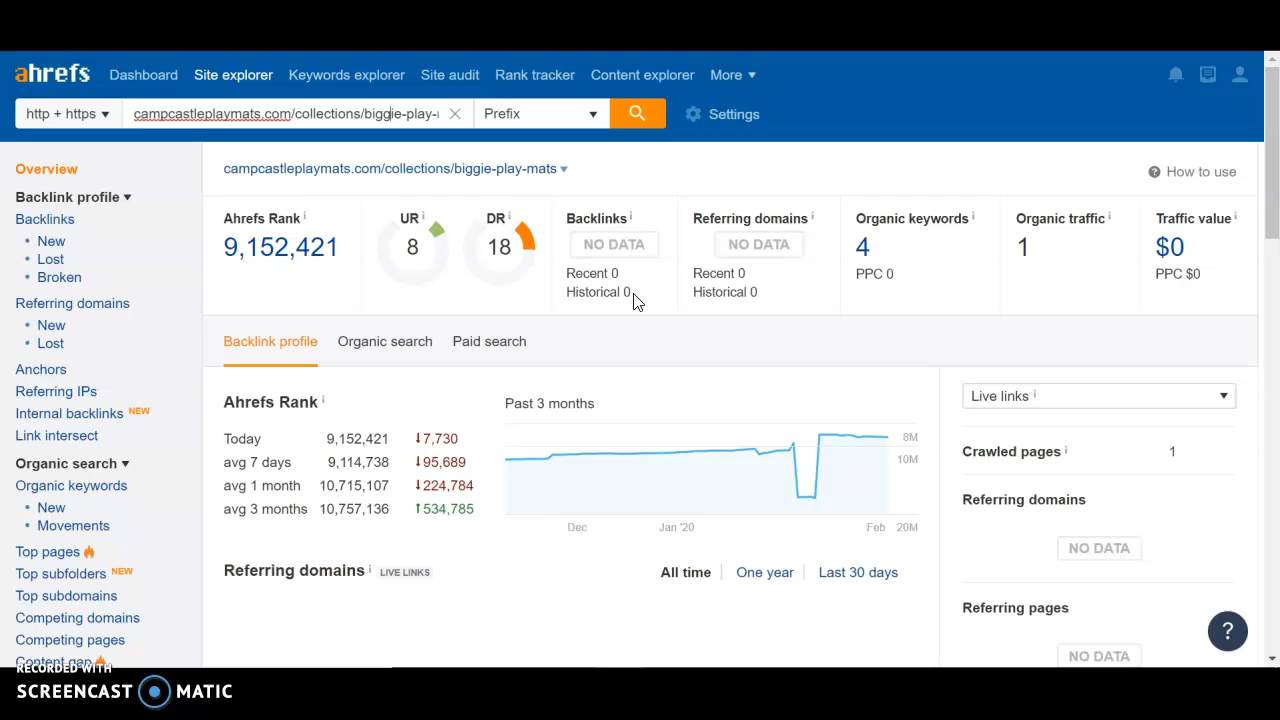 ahrefs Dashboard Site explorer Keywords explorer Site audit Rank tracker Content explorer More
http + https campcastleplaymats.com/collections/biggie-play- Prefix Settings
campcastleplaymats.com/collections/biggie-play-mats How to use
Overview
Backlink profile
Backlinks
New
Lost
Broken
Referring domains
New
Lost
Anchors
Referring IPs
Internal backlinks NEW
Link intersect
Organic search
Organic keywords
New
Movements
Top pages
Top subfolders NEW
Top subdomains
Competing domains
Competing pages
Content gap
Ahrefs Rank i
9,152,421
UR i
8
DR i
18
Backlinks i
NO DATA
Recent 0
Historical 0
Referring domains i
NO DATA
Recent 0
Historical 0
Organic keywords i
4
PPC 0
Organic traffic i
1
Traffic value i
$0
PPC $0
Backlink profile Organic search Paid search
Ahrefs Rank i
Today 9,152,421 ↓7,730
avg 7 days 9,114,738 ↓95,689
avg 1 month 10,715,107 ↓224,784
avg 3 months 10,757,136 ↑534,785
Past 3 months
8M
10M
20M
Dec Jan '20 Feb
Referring domains i LIVE LINKS All time One year Last 30 days
Live links i
Crawled pages i 1
Referring domains
NO DATA
Referring pages
NO DATA
?
RECORDED WITH
SCREENCAST MATIC